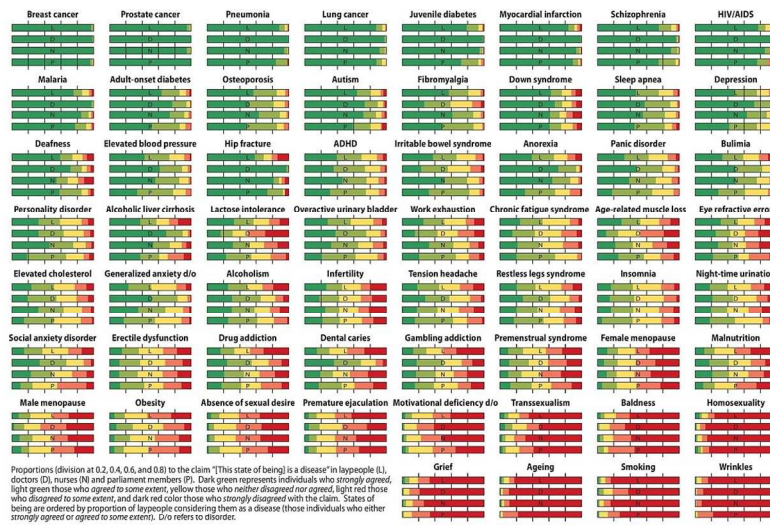 Breast cancer Prostate cancer Pneumonia Lung cancer Juvenile diabetes Myocardial infarction Schizophrenia HIV/AIDS
L L L L L L L L
D D D D D D D D
N N N N N N N N
P P P P P P P P
Malaria Adult-onset diabetes Osteoporosis Autism Fibromyalgia Down syndrome Sleep apnea Depression
L L L L L L L L
D D D D D D D D
N N N N N N N N
P P P P P P P P
Deafness Elevated blood pressure Hip fracture ADHD Irritable bowel syndrome Anorexia Panic disorder Bulimia
L L L L L L L L
D D D D D D D D
N N N N N N N N
P P P P P P P P
Personality disorder Alcoholic liver cirrhosis Lactose intolerance Overactive urinary bladder Work exhaustion Chronic fatigue syndrome Age-related muscle loss Eye refractive erro
L L L L L L L L
D D D D D D D D
N N N N N N N N
P P P P P P P P
Elevated cholesterol Generalized anxiety d/o Alcoholism Infertility Tension headache Restless legs syndrome Insomnia Night-time urinatio
L L L L L L L L
D D D D D D D D
N N N N N N N N
P P P P P P P P
Social anxiety disorder Erectile dysfunction Drug addiction Dental caries Gambling addiction Premenstrual syndrome Female menopause Malnutrition
L L L L L L L L
D D D D D D D D
N N N N N N N N
P P P P P P P P
Male menopause Obesity Absence of sexual desire Premature ejaculation Motivational deficiency d/o Transsexualism Baldness Homosexuality
L L L L L L L L
D D D D D D D D
N N N N N N N N
P P P P P P P P
Grief Ageing Smoking Wrinkles
L L L L
D D D D
N N N N
P P P P
Proportions (division at 0.2, 0.4, 0.6, and 0.8) to the claim "[This state of being] is a disease" in laypeople (L),
doctors (D), nurses (N) and parliament members (P). Dark green represents individuals who strongly agreed,
light green those who agreed to some extent, yellow those who neither disagreed nor agreed, light red those
who disagreed to some extent, and dark red color those who strongly disagreed with the claim. States of
being are ordered by proportion of laypeople considering them as a disease (those individuals who either
strongly agreed or agreed to some extent). D/o refers to disorder.